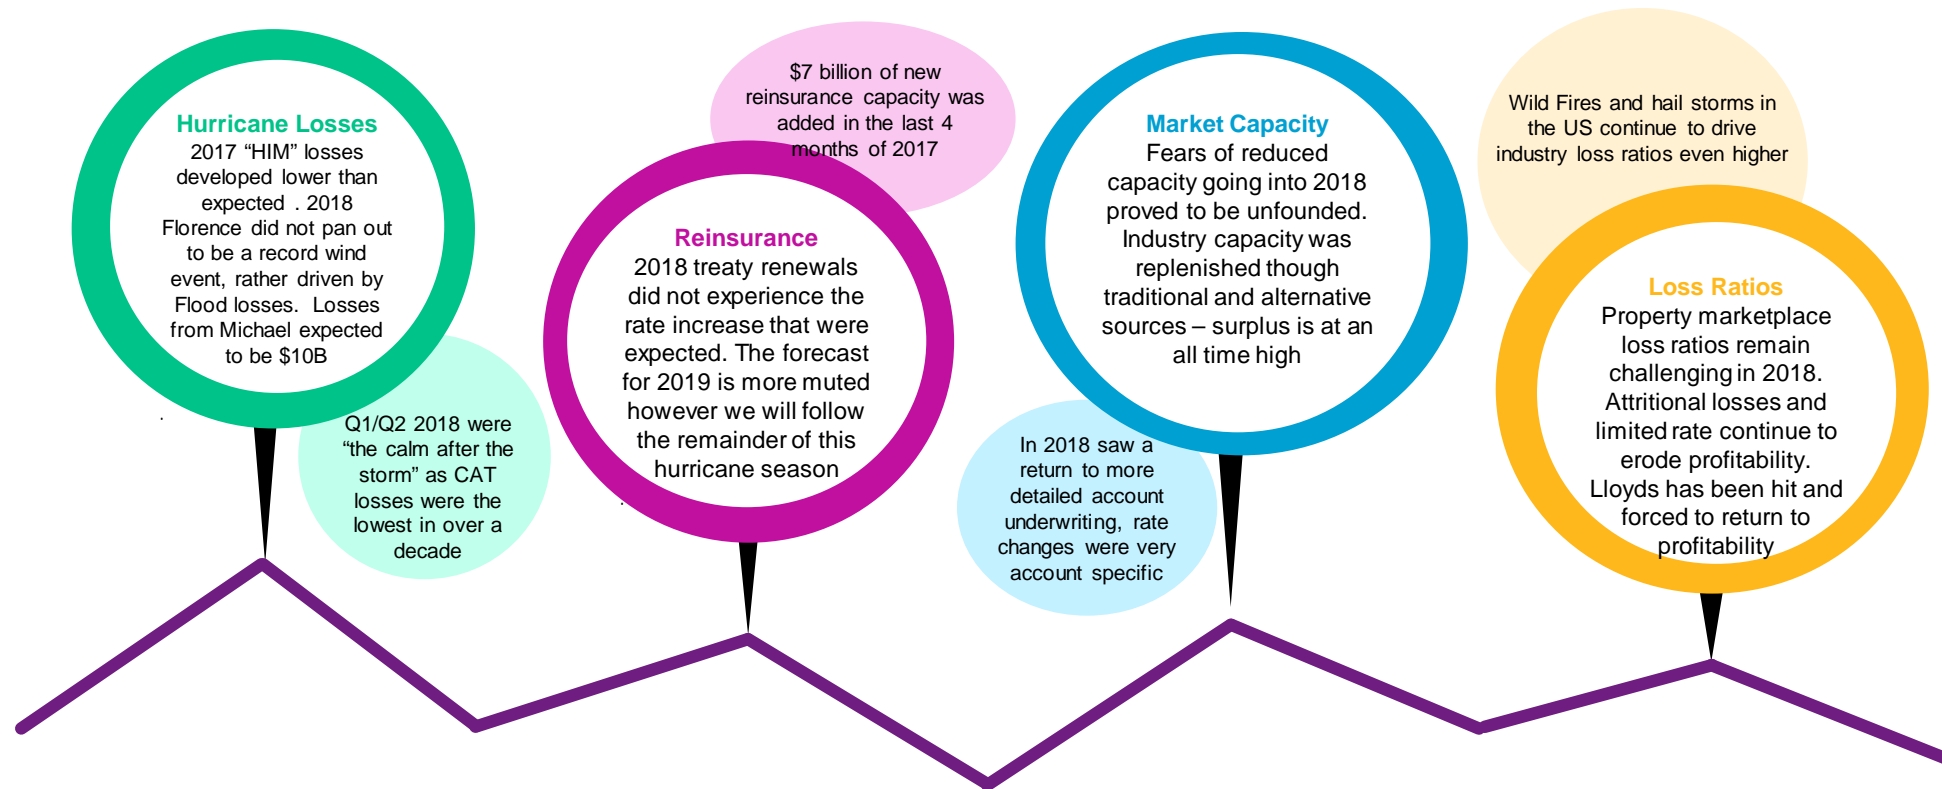 Hurricane Losses
2017 “HIM” losses
developed lower than
expected . 2018
Florence did not pan out
to be a record wind
event, rather driven by
Flood losses. Losses
from Michael expected
to be $10B
.
Q1/Q2 2018 were
“the calm after the
storm” as CAT
losses were the
lowest in over a
decade
$7 billion of new
reinsurance capacity was
added in the last 4
months of 2017
Reinsurance
2018 treaty renewals
did not experience the
rate increase that were
expected. The forecast
for 2019 is more muted
however we will follow
the remainder of this
hurricane season
.
Market Capacity
Fears of reduced
capacity going into 2018
proved to be unfounded.
Industry capacity was
replenished though
traditional and alternative
sources – surplus is at an
all time high
In 2018 saw a
return to more
detailed account
underwriting, rate
changes were very
account specific
Wild Fires and hail storms in
the US continue to drive
industry loss ratios even higher
Loss Ratios
Property marketplace
loss ratios remain
challenging in 2018.
Attritional losses and
limited rate continue to
erode profitability.
Lloyds has been hit and
forced to return to
profitability